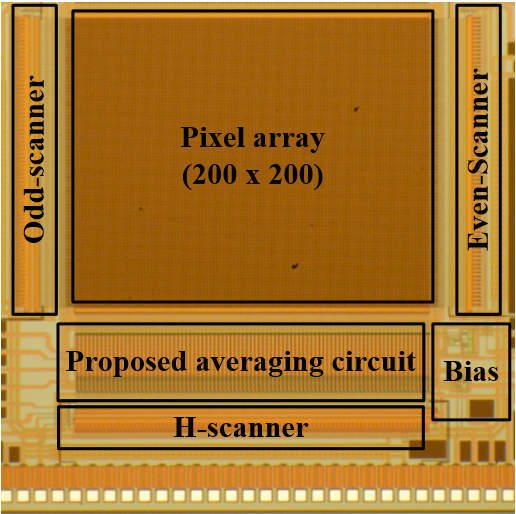 Odd-scanner
Pixel array
(200 x 200)
Even-Scanner
Proposed averaging circuit
Bias
H-scanner